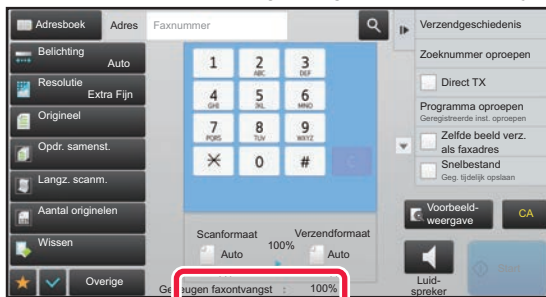 Adresboek
Adres
Faxnummer
Verzendgeschiedenis
Belichting
Auto
Zoeknummer oproepen
Resolutie
Extra Fijn
Direct TX
Origineel
Programma oproepen
Geregistreerde inst. oproepen
Opdr. samenst.
Zelfde beeld verz.
als faxadres
Langz. scanm.
Snelbestand
Geg. tijdelijk opslaan
Aantal originelen
Wissen
Overige
1
2
ABC
3
DEF
4
GHI
5
JKL
6
MNO
7
PQRS
8
TUV
9
WXYZ
0
#
C
Scanformaat
Verzendformaat
100%
Auto
Auto
Voorbeeld-
weergave
CA
Luid-
spreker
Start
faxontvangst : 100%